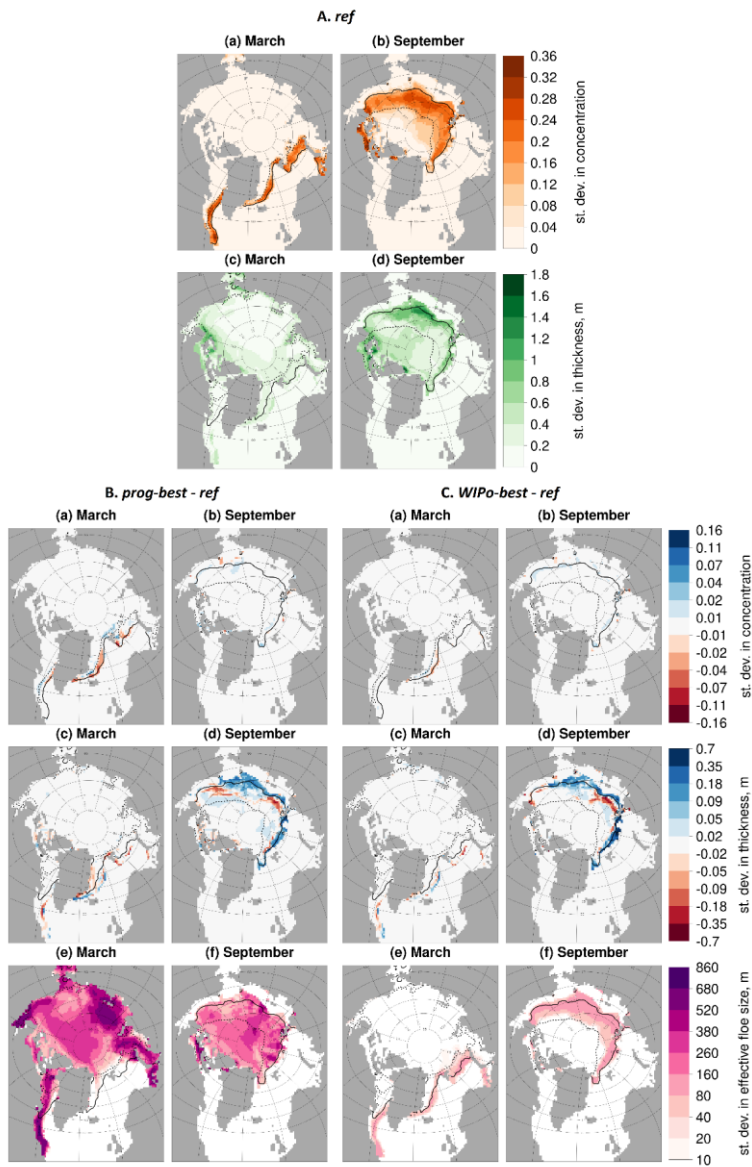 A. ref
(a) March
(b) September
0.36
0.32
0.28
0.24
0.2
0.16
0.12
0.08
0.04
0
st. dev. in concentration
(c) March
(d) September
1.8
1.6
1.4
1.2
1
0.8
0.6
0.4
0.2
0
st. dev. in thickness, m
B. prog-best - ref
C. WIPo-best - ref
(a) March
(b) September
(a) March
(b) September
0.16
0.11
0.07
0.04
0.02
0.01
-0.01
-0.02
-0.04
-0.07
-0.11
-0.16
st. dev. in concentration
(c) March
(d) September
(c) March
(d) September
0.7
0.35
0.18
0.09
0.05
0.02
-0.02
-0.05
-0.09
-0.18
-0.35
-0.7
st. dev. in thickness, m
(e) March
(f) September
(e) March
(f) September
860
680
520
380
260
160
80
40
20
10
st. dev. in effective floe size, m